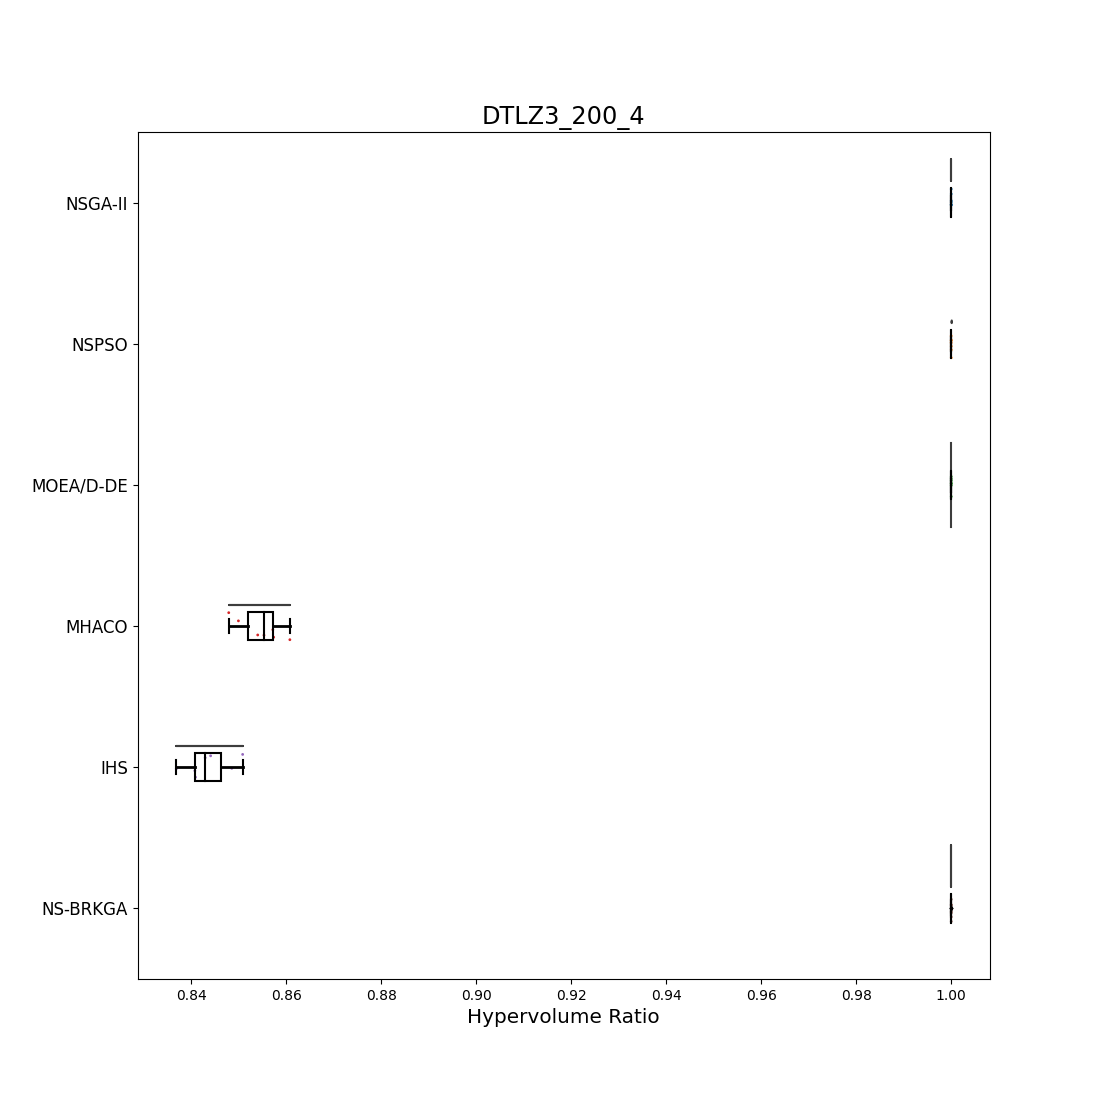 DTLZ3_200_4
NSGA-II
NSPSO
MOEA/D-DE
MHACO
IHS
NS-BRKGA
0.84 0.86 0.88 0.90 0.92 0.94 0.96 0.98 1.00
Hypervolume Ratio